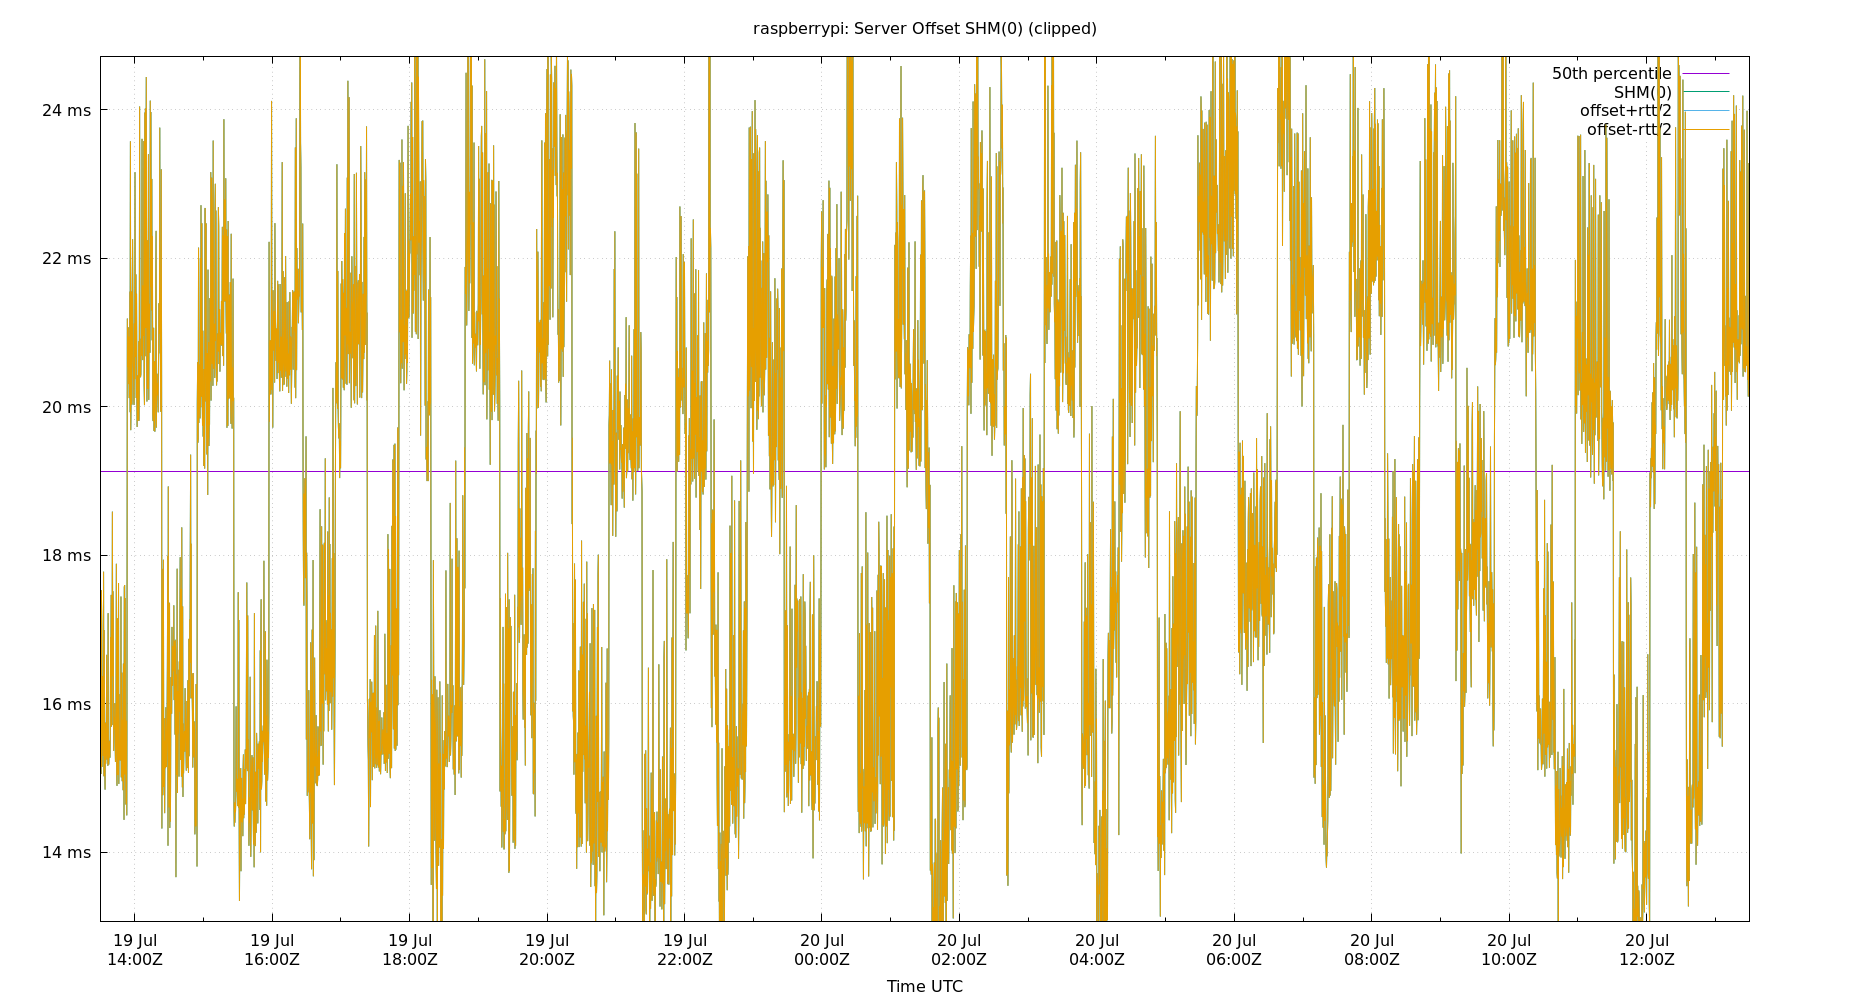 raspberrypi: Server Offset SHM(0) (clipped)
50th percentile
SHM(0)
offset+rtt/2
offset-rtt/2
24 ms
22 ms
20 ms
18 ms
16 ms
14 ms
19 Jul 19 Jul 19 Jul 19 Jul 19 Jul 20 Jul 20 Jul 20 Jul 20 Jul 20 Jul 20 Jul 20 Jul
14:00Z 16:00Z 18:00Z 20:00Z 22:00Z 00:00Z 02:00Z 04:00Z 06:00Z 08:00Z 10:00Z 12:00Z
Time UTC